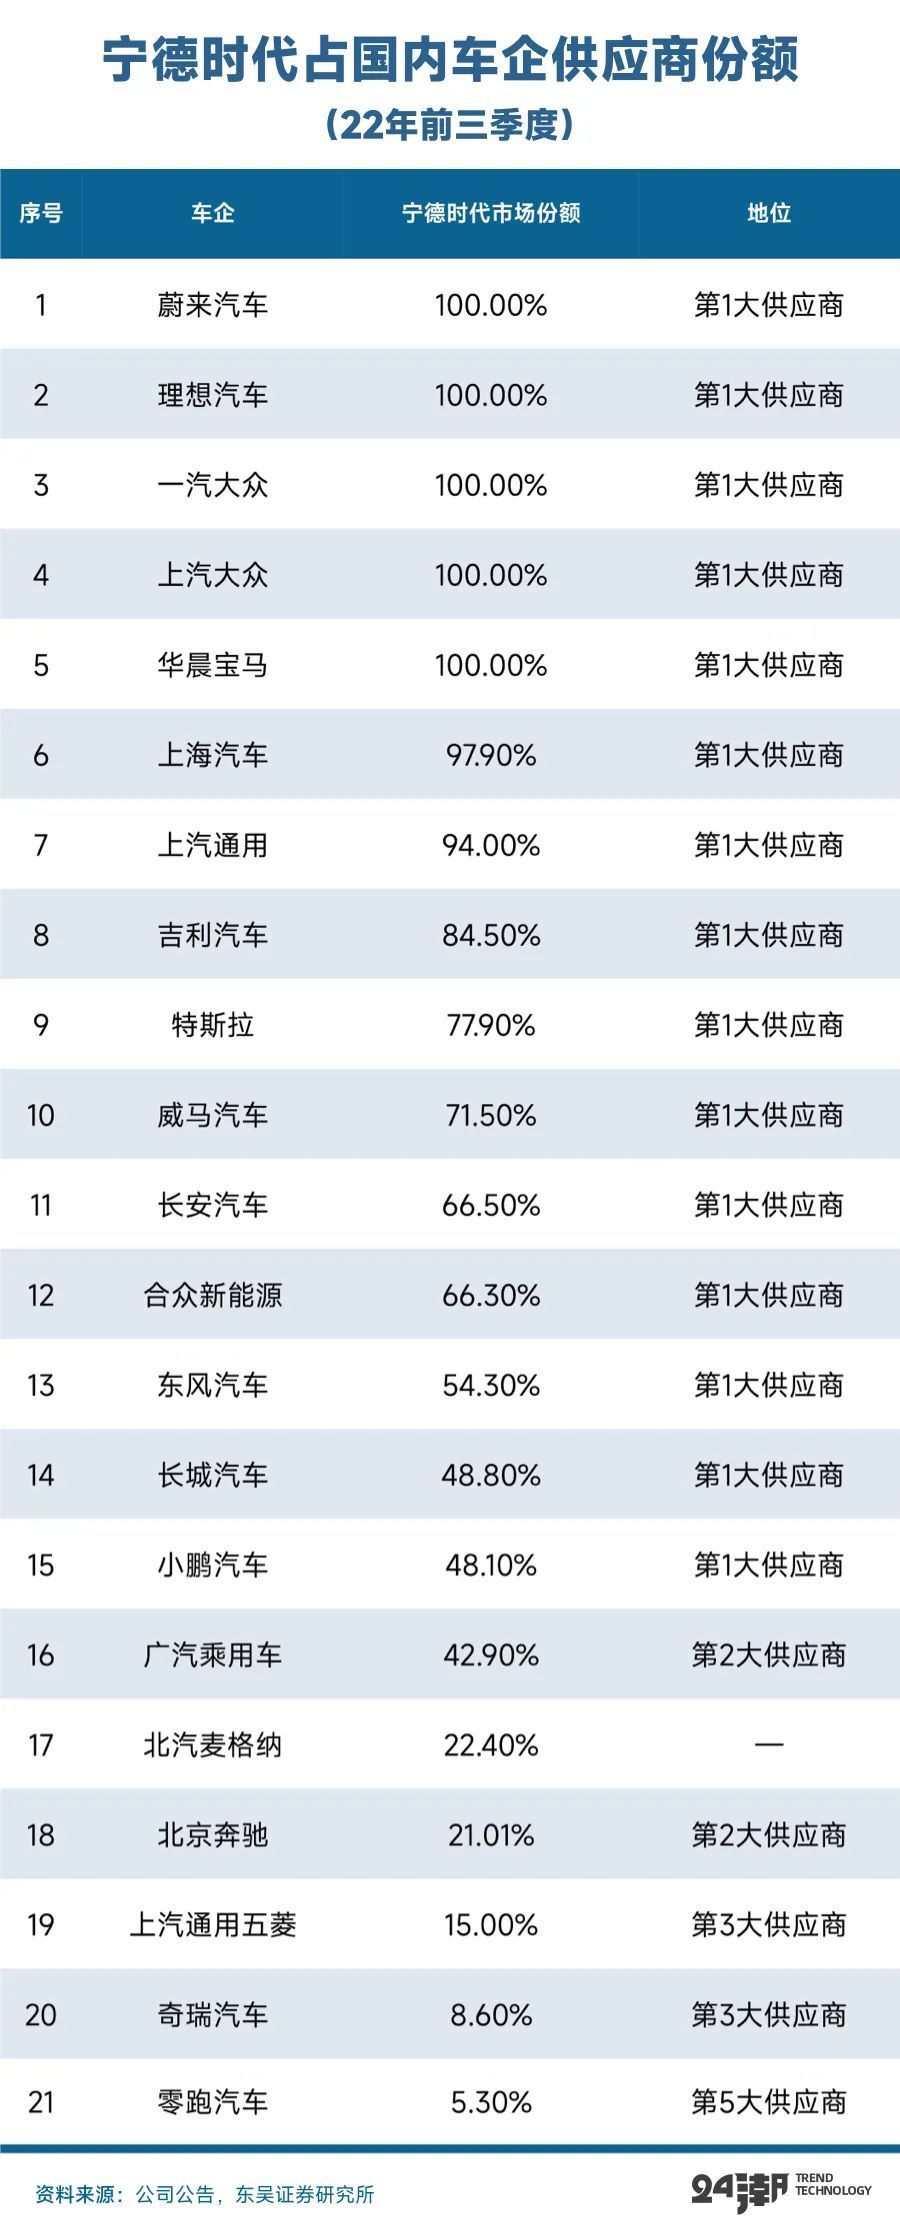 宁德时代占国内车企供应商份额
（22年前三季度）
序号 车企 宁德时代市场份额 地位
1 蔚来汽车 100.00% 第1大供应商
2 理想汽车 100.00% 第1大供应商
3 一汽大众 100.00% 第1大供应商
4 上汽大众 100.00% 第1大供应商
5 华晨宝马 100.00% 第1大供应商
6 上海汽车 97.90% 第1大供应商
7 上汽通用 94.00% 第1大供应商
8 吉利汽车 84.50% 第1大供应商
9 特斯拉 77.90% 第1大供应商
10 威马汽车 71.50% 第1大供应商
11 长安汽车 66.50% 第1大供应商
12 合众新能源 66.30% 第1大供应商
13 东风汽车 54.30% 第1大供应商
14 长城汽车 48.80% 第1大供应商
15 小鹏汽车 48.10% 第1大供应商
16 广汽乘用车 42.90% 第2大供应商
17 北汽麦格纳 22.40% —
18 北京奔驰 21.01% 第2大供应商
19 上汽通用五菱 15.00% 第3大供应商
20 奇瑞汽车 8.60% 第3大供应商
21 零跑汽车 5.30% 第5大供应商
资料来源：公司公告，东吴证券研究所
24潮 TREND
TECHNOLOGY